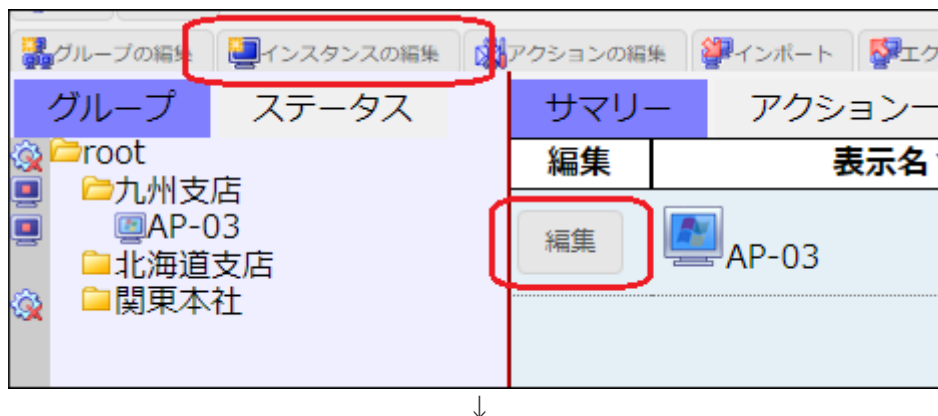 グループの編集 インスタンスの編集 アクションの編集 インポート エク
グループ ステータス サマリー アクション一
root 編集 表示名
九州支店
AP-03 編集 AP-03
北海道支店
関東本社
↓